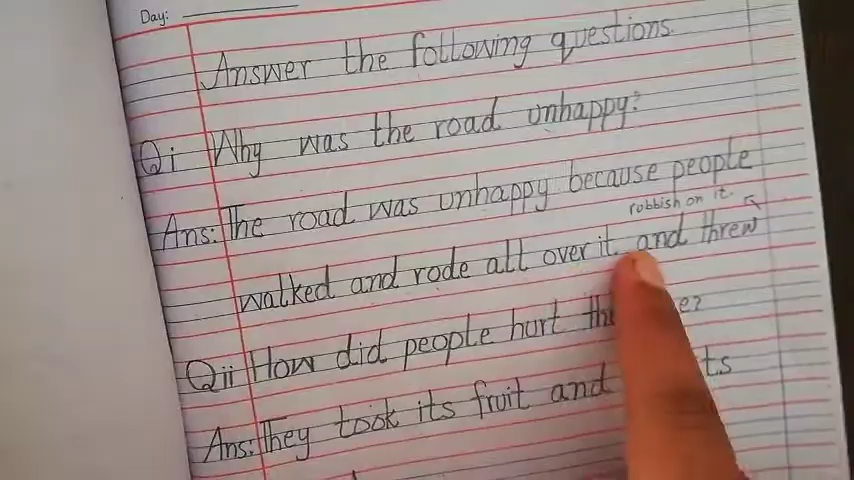 Day:
Answer the following questions.
Qi Why was the road unhappy?
Ans: The road was unhappy because people
robbish on it.
walked and rode all over it and threw
Qii How did people hurt
Ans: They took its fruit and